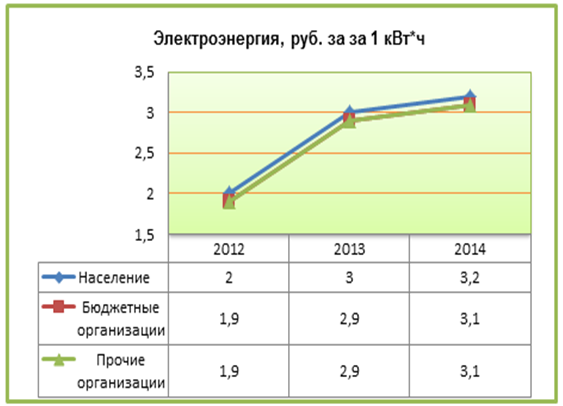 Электроэнергия, руб. за за 1 кВт*ч
3,5
3
2,5
2
1,5
2012 2013 2014
Население 2 3 3,2
Бюджетные
организации 1,9 2,9 3,1
Прочие
организации 1,9 2,9 3,1